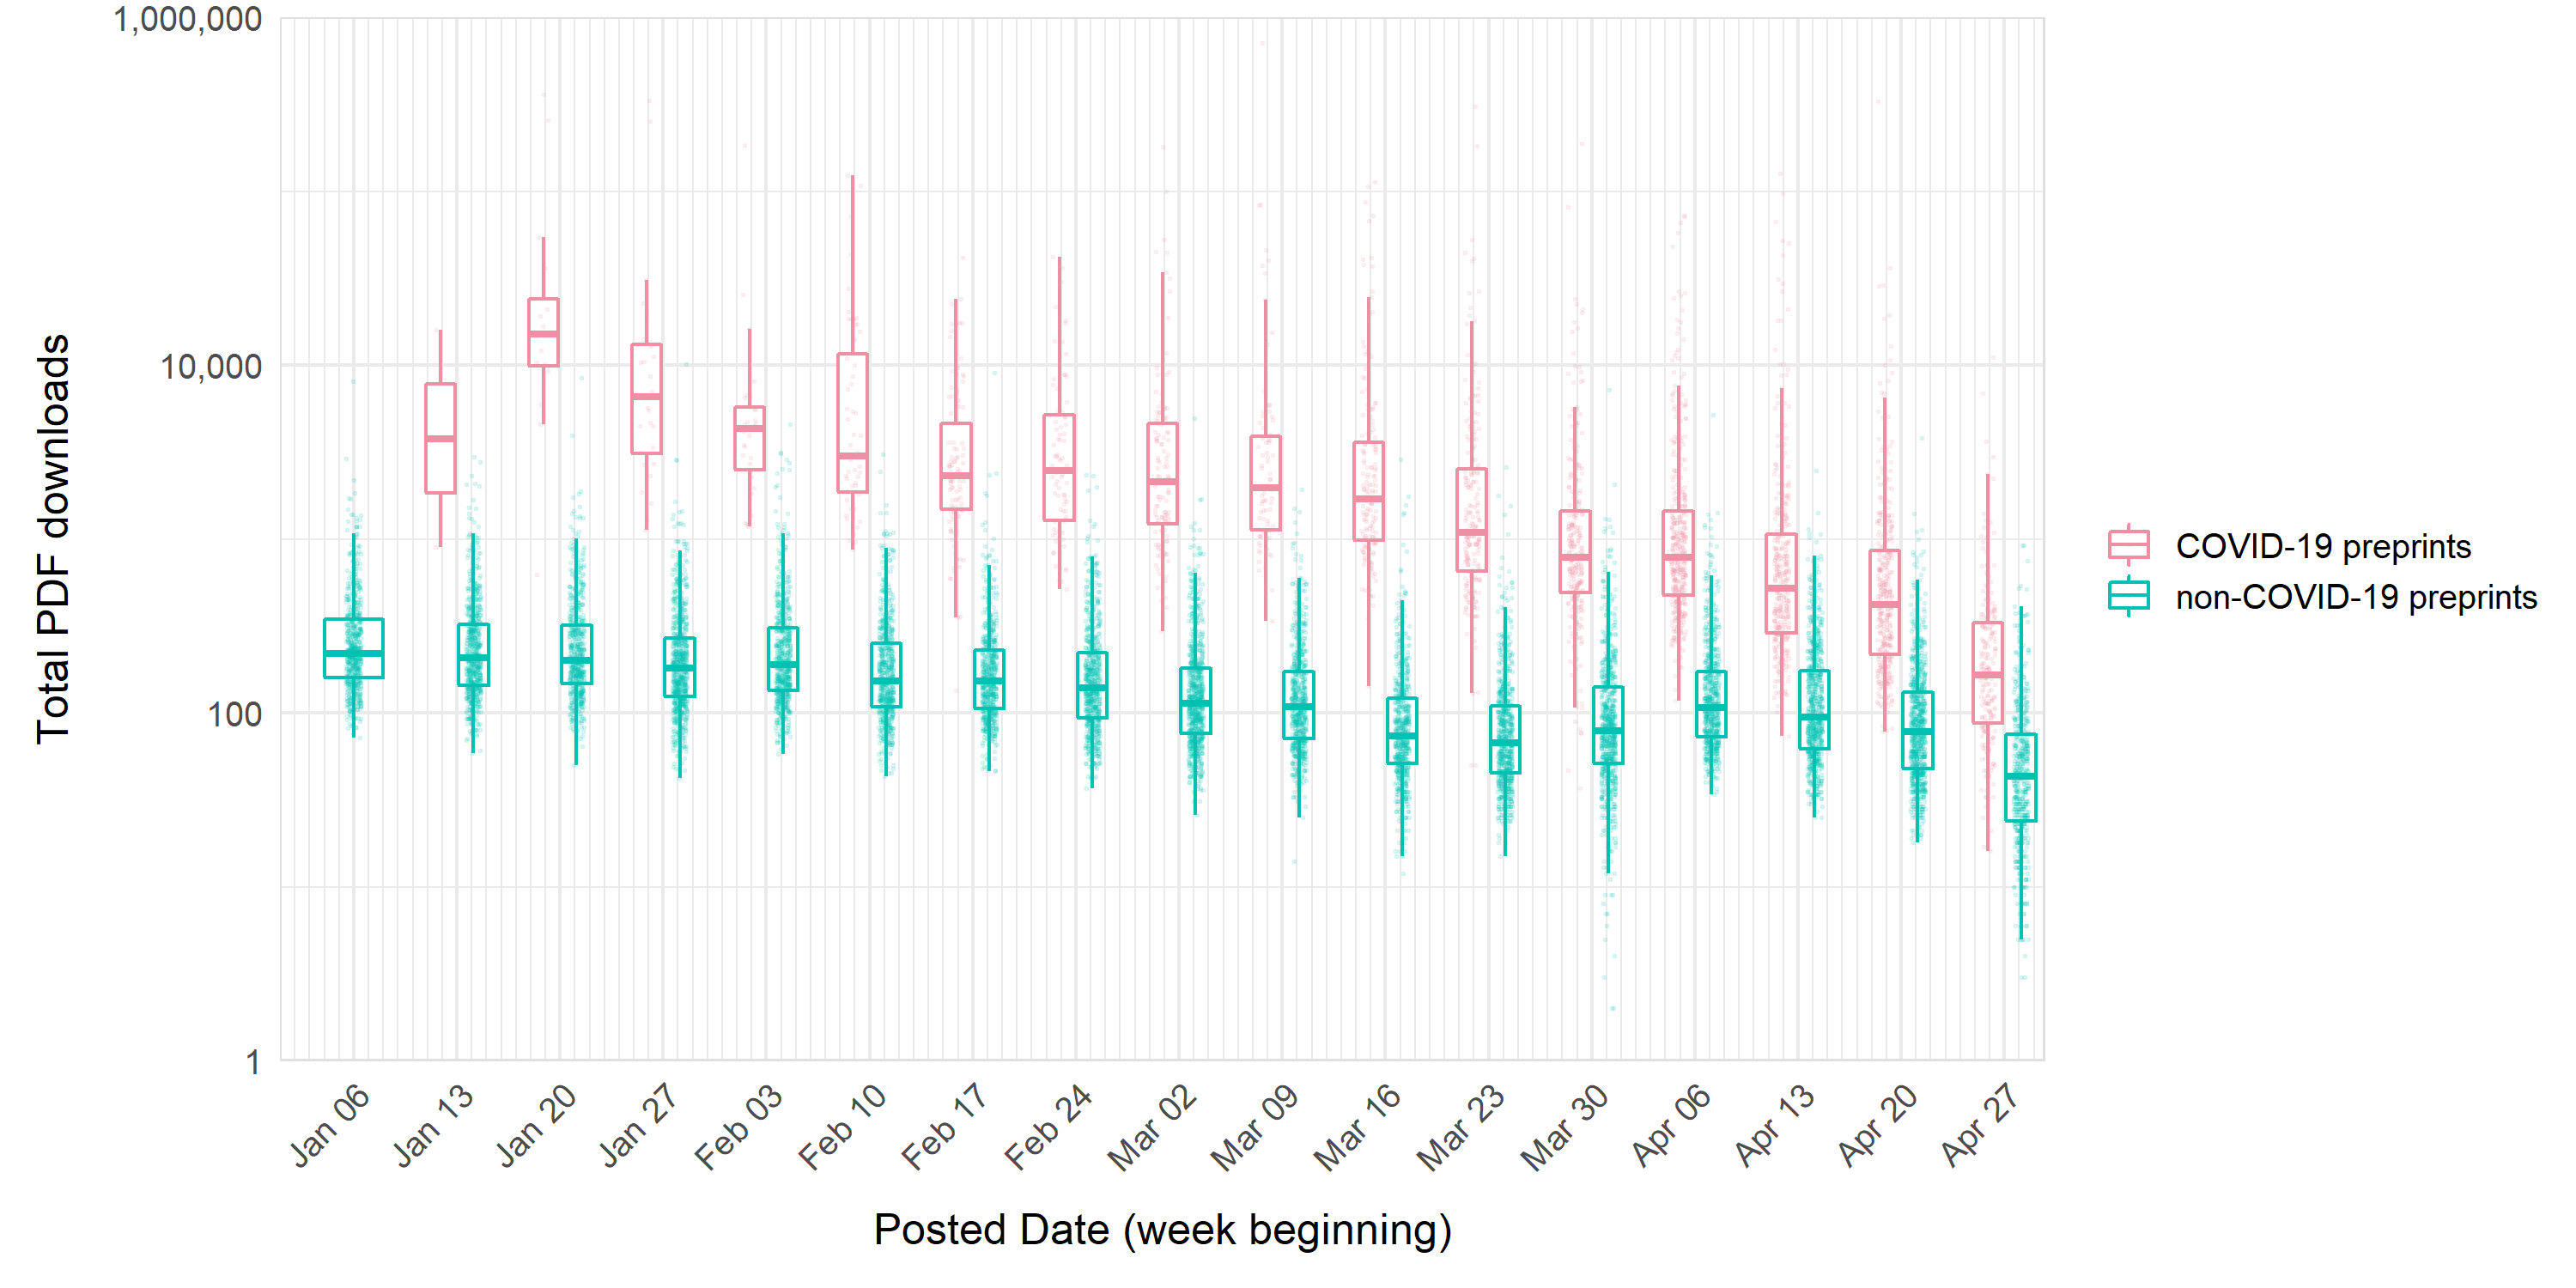 1,000,000
10,000
100
1
Total PDF downloads
Jan 06
Jan 13
Jan 20
Jan 27
Feb 03
Feb 10
Feb 17
Feb 24
Mar 02
Mar 09
Mar 16
Mar 23
Mar 30
Apr 06
Apr 13
Apr 20
Apr 27
Posted Date (week beginning)
COVID-19 preprints
non-COVID-19 preprints